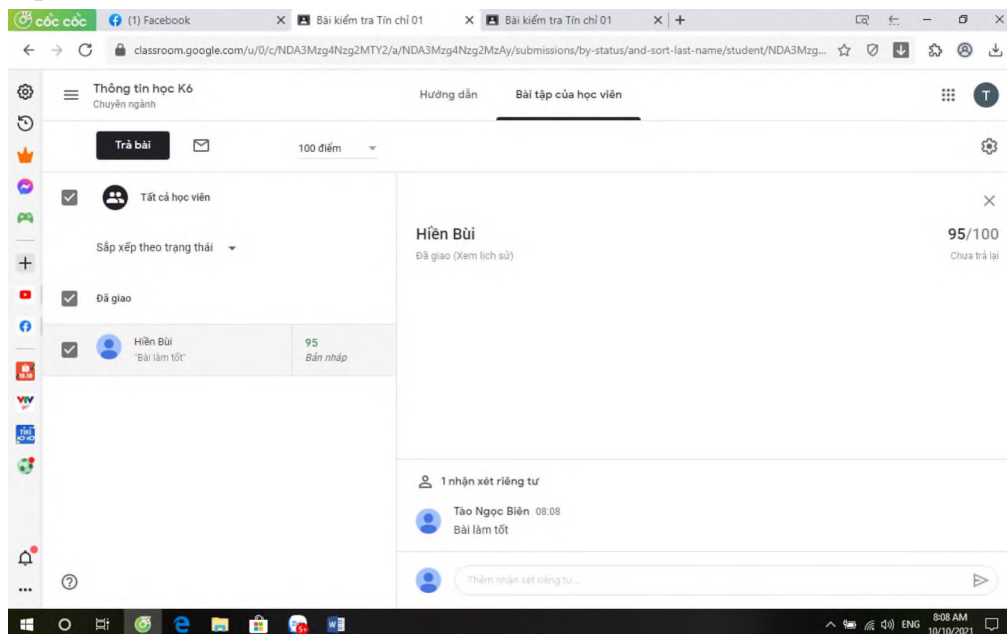 cốc cốc
(1) Facebook
Bài kiểm tra Tín chỉ 01
Bài kiểm tra Tín chỉ 01
classroom.google.com/u/0/c/NDA3Mzg4Nzg2MTY2/a/NDA3Mzg4Nzg2MzAy/submissions/by-status/and-sort-last-name/student/NDA3Mzg...
Thông tin học K6
Chuyên ngành
Hướng dẫn
Bài tập của học viên
T
Trả bài
100 điểm
Tất cả học viên
Sắp xếp theo trạng thái
Đã giao
Hiền Bùi
"Bài làm tốt"
95
Bản nháp
Hiền Bùi
95/100
Đã giao (Xem lịch sử)
Chưa trả lại
1 nhận xét riêng tư
Tào Ngọc Biên 08:08
Bài làm tốt
Thêm nhận xét riêng tư...
VTV
TIKI
ENG
8:08 AM
10/10/2021